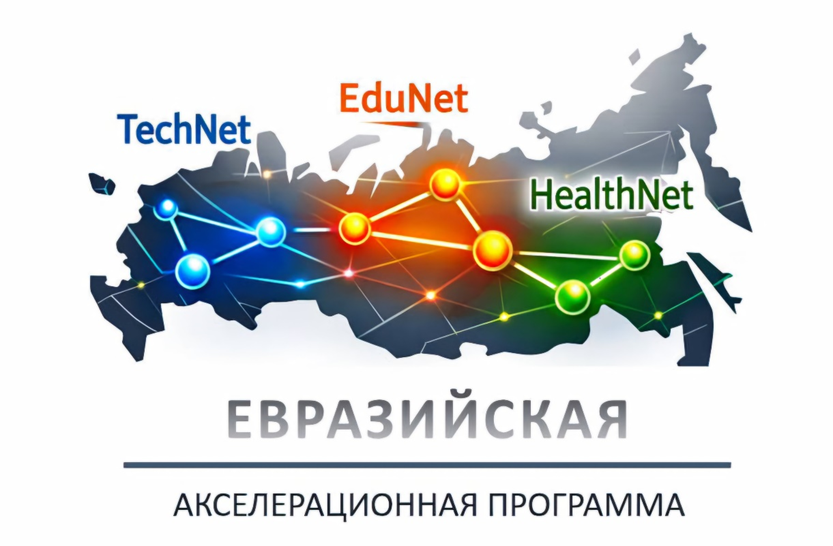 EduNet
TechNet
HealthNet
ЕВРАЗИЙСКАЯ
АКСЕЛЕРАЦИОННАЯ ПРОГРАММА